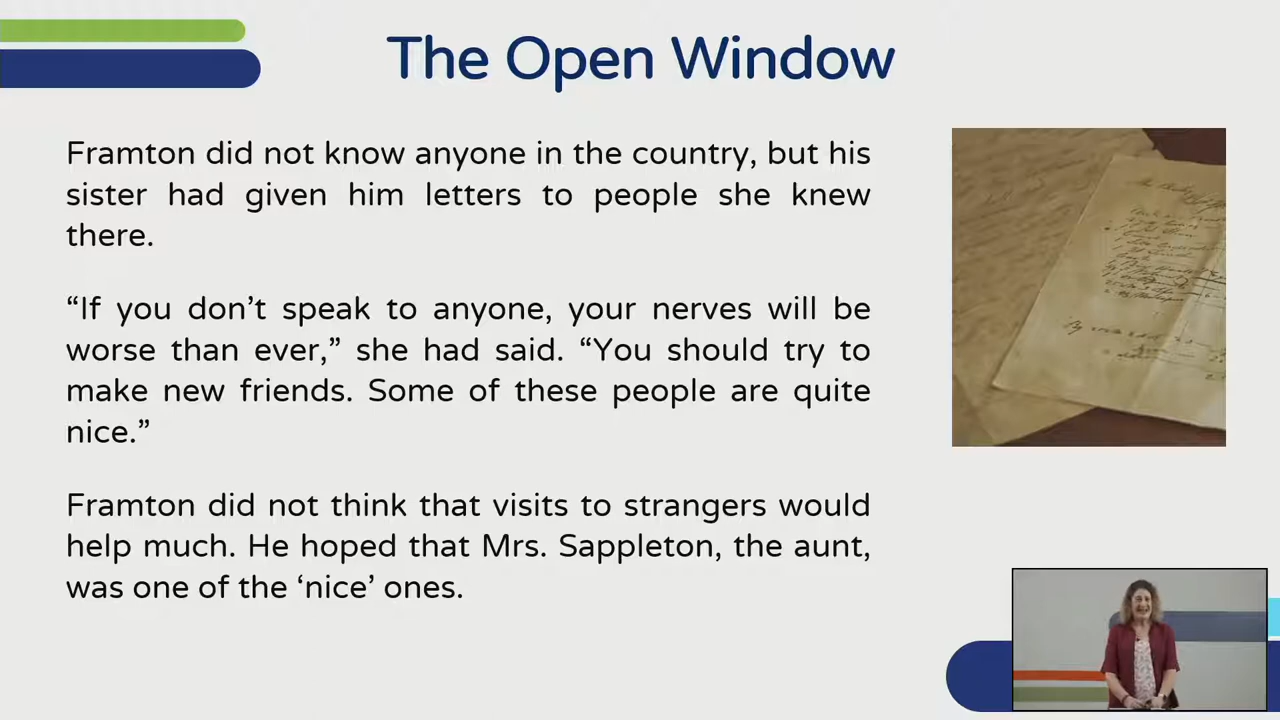 The Open Window
Framton did not know anyone in the country, but his
sister had given him letters to people she knew
there.
“If you don’t speak to anyone, your nerves will be
worse than ever,” she had said. “You should try to
make new friends. Some of these people are quite
nice.”
Framton did not think that visits to strangers would
help much. He hoped that Mrs. Sappleton, the aunt,
was one of the ‘nice’ ones.